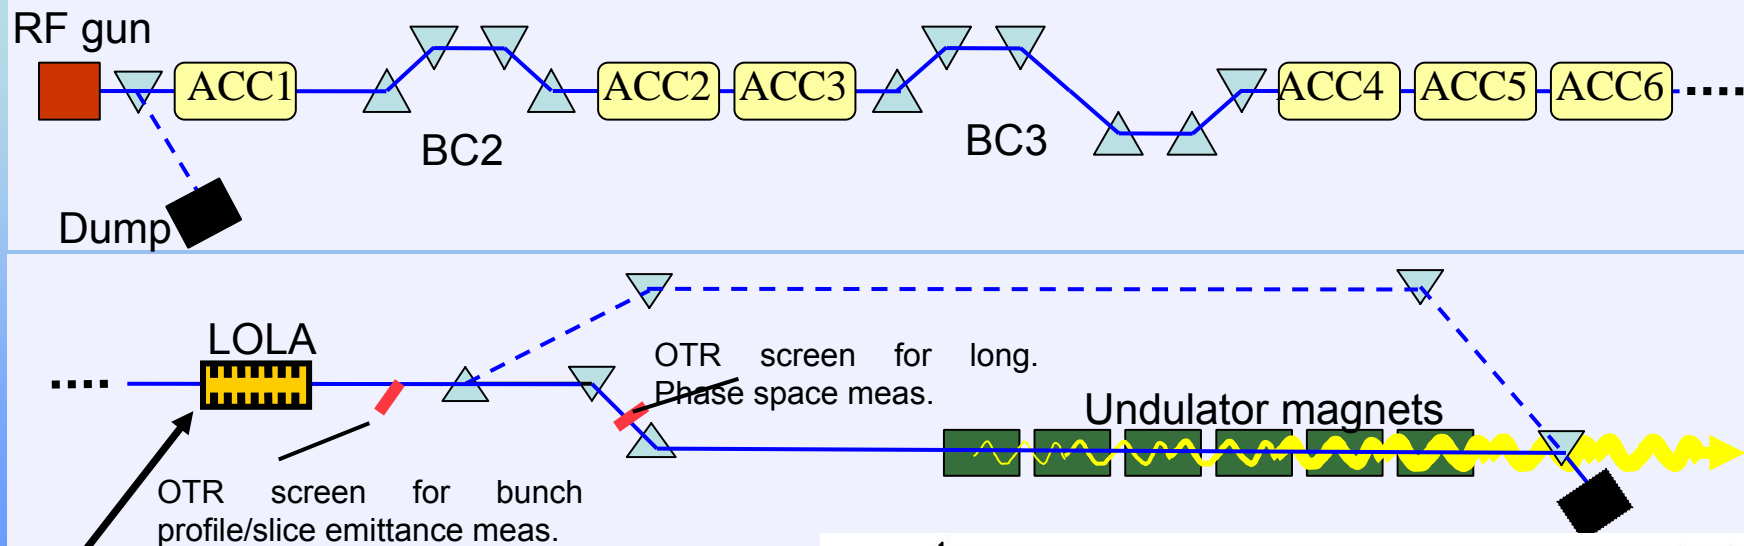 RF gun
ACC1
ACC2
ACC3
ACC4
ACC5
ACC6
BC2
BC3
Dump
LOLA
OTR screen for long.
Phase space meas.
Undulator magnets
OTR screen for bunch
profile/slice emittance meas.